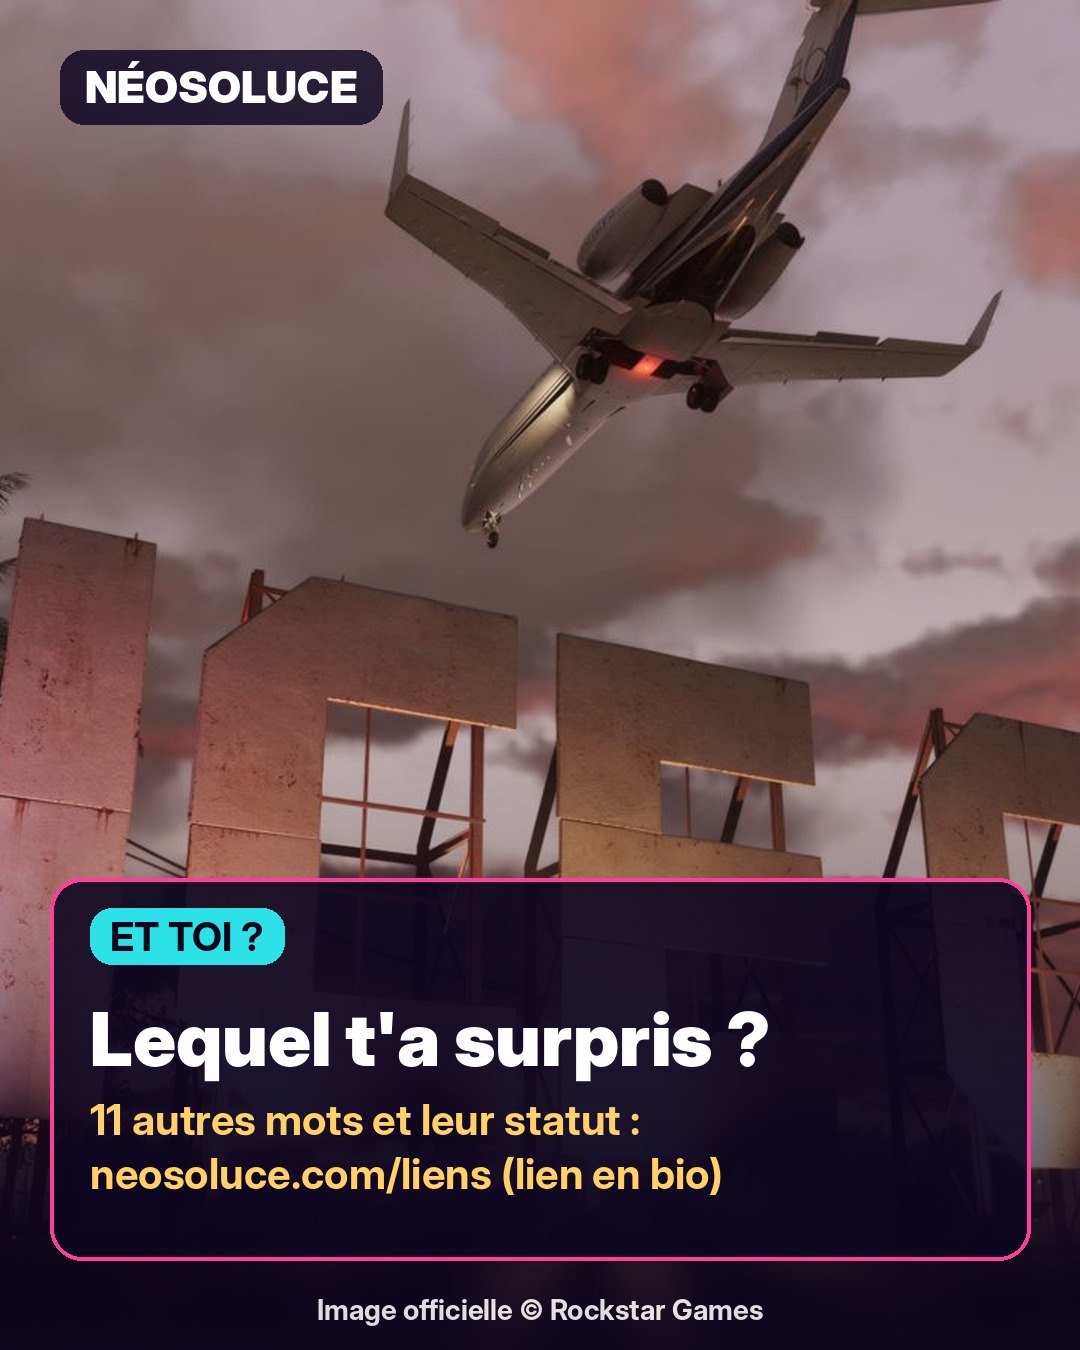 NÉOSOLUCE
ET TOI ?
Lequel t'a surpris ?
11 autres mots et leur statut :
neosoluce.com/liens (lien en bio)
Image officielle © Rockstar Games